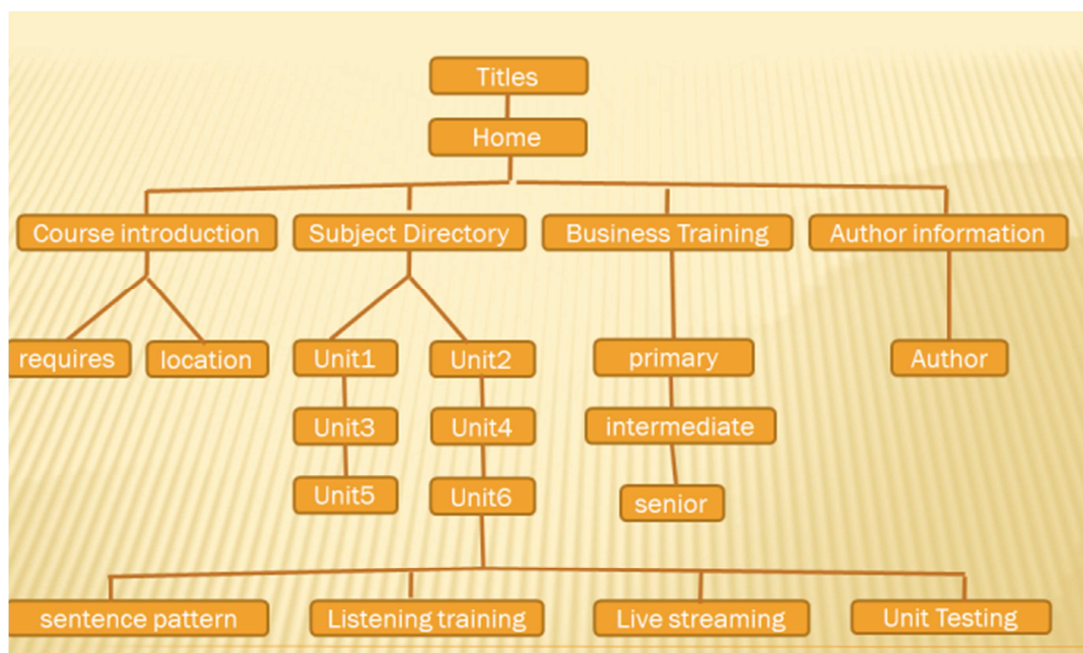 Titles
Home
Course introduction
Subject Directory
Business Training
Author information
requires
location
Unit1
Unit2
primary
Author
Unit3
Unit4
intermediate
Unit5
Unit6
senior
sentence pattern
Listening training
Live streaming
Unit Testing